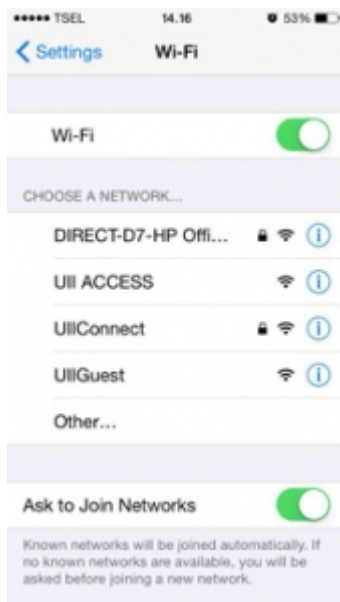 TSEL 14.16 53%
Settings Wi-Fi
Wi-Fi
CHOOSE A NETWORK...
DIRECT-D7-HP Offi...
UII ACCESS
UIIConnect
UIIGuest
Other...
Ask to Join Networks
Known networks will be joined automatically. If
no known networks are available, you will be
asked before joining a new network.